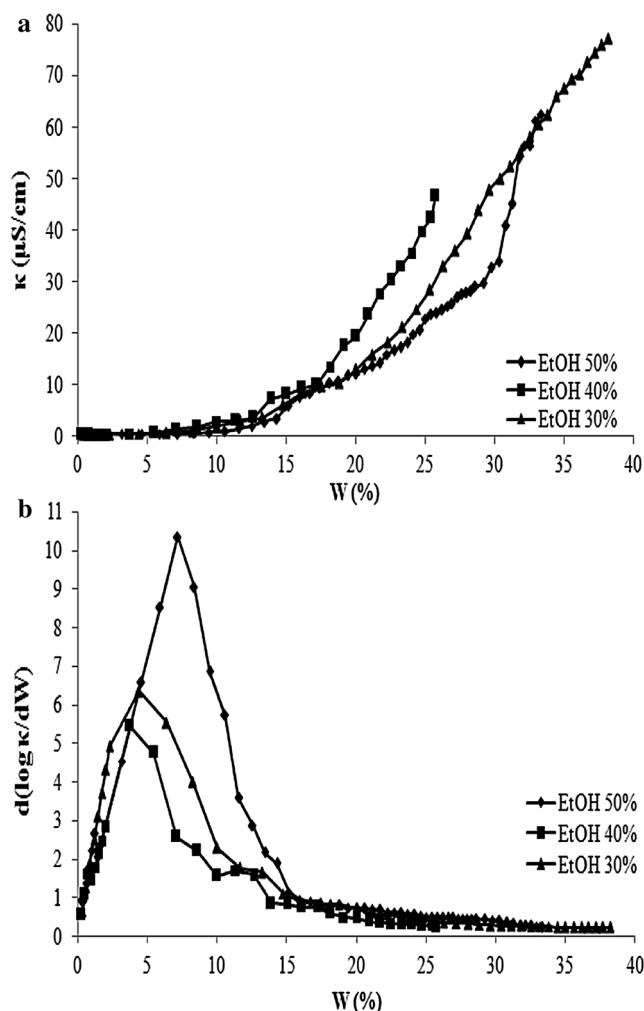 a
80
70
60
50
40
30
20
10
0
κ (µS/cm)
EtOH 50%
EtOH 40%
EtOH 30%
0 5 10 15 20 25 30 35 40
W (%)
b
11
10
9
8
7
6
5
4
3
2
1
0
d(log κ/dW)
EtOH 50%
EtOH 40%
EtOH 30%
0 5 10 15 20 25 30 35 40
W (%)